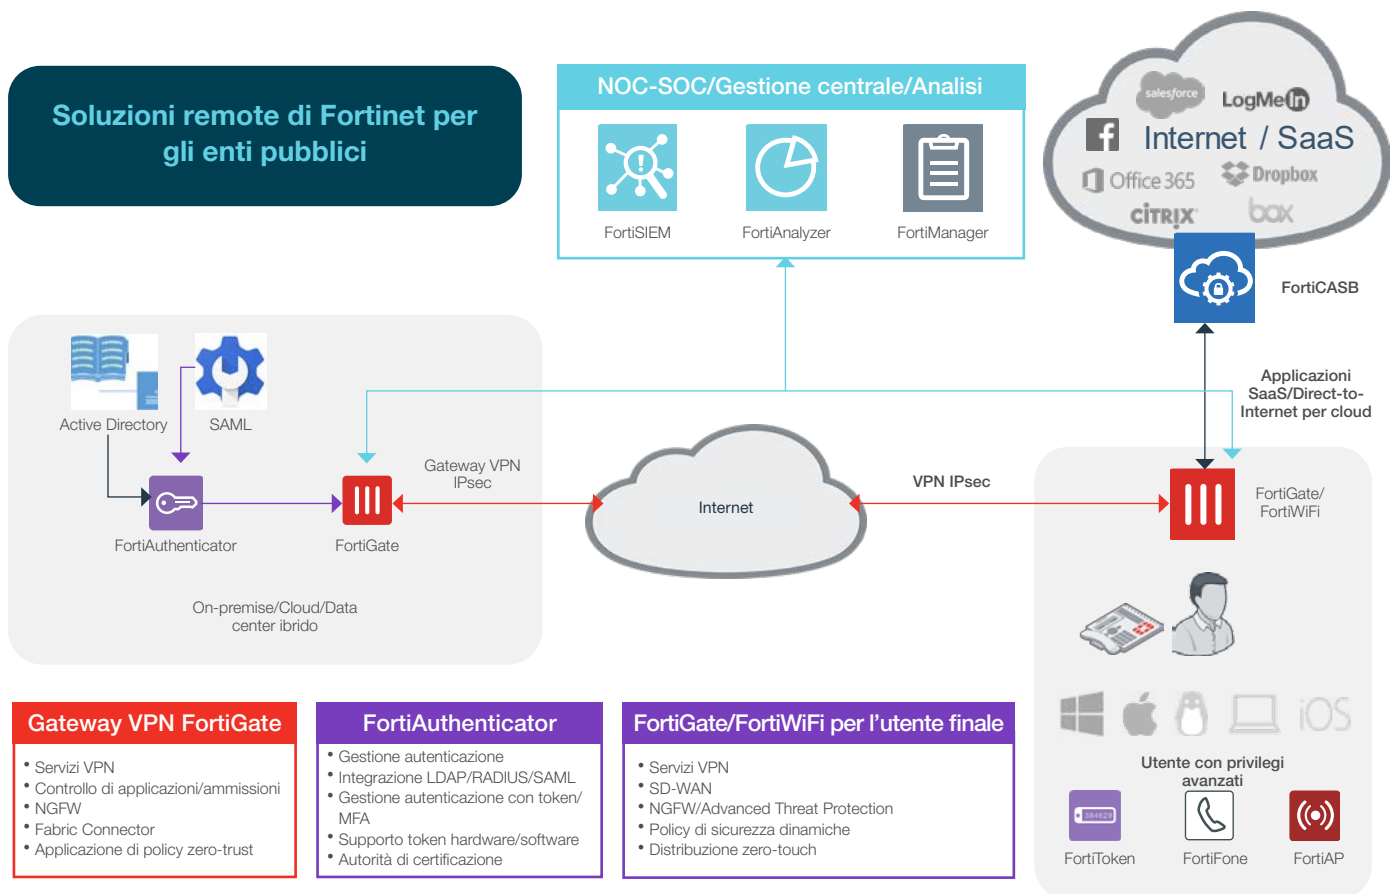 Soluzioni remote di Fortinet per
gli enti pubblici
NOC-SOC/Gestione centrale/Analisi
FortiSIEM
FortiAnalyzer
FortiManager
salesforce
LogMeIn
Internet / SaaS
Office 365
Dropbox
CITRIX
box
FortiCASB
Applicazioni
SaaS/Direct-to-
Internet per cloud
Active Directory
SAML
FortiAuthenticator
FortiGate
Gateway VPN
IPsec
On-premise/Cloud/Data
center ibrido
Internet
VPN IPsec
FortiGate/
FortiWiFi
iOS
Utente con privilegi
avanzati
384629
FortiToken
FortiFone
FortiAP
Gateway VPN FortiGate
• Servizi VPN
• Controllo di applicazioni/ammissioni
• NGFW
• Fabric Connector
• Applicazione di policy zero-trust
FortiAuthenticator
• Gestione autenticazione
• Integrazione LDAP/RADIUS/SAML
• Gestione autenticazione con token/
MFA
• Supporto token hardware/software
• Autorità di certificazione
FortiGate/FortiWiFi per l’utente finale
• Servizi VPN
• SD-WAN
• NGFW/Advanced Threat Protection
• Policy di sicurezza dinamiche
• Distribuzione zero-touch